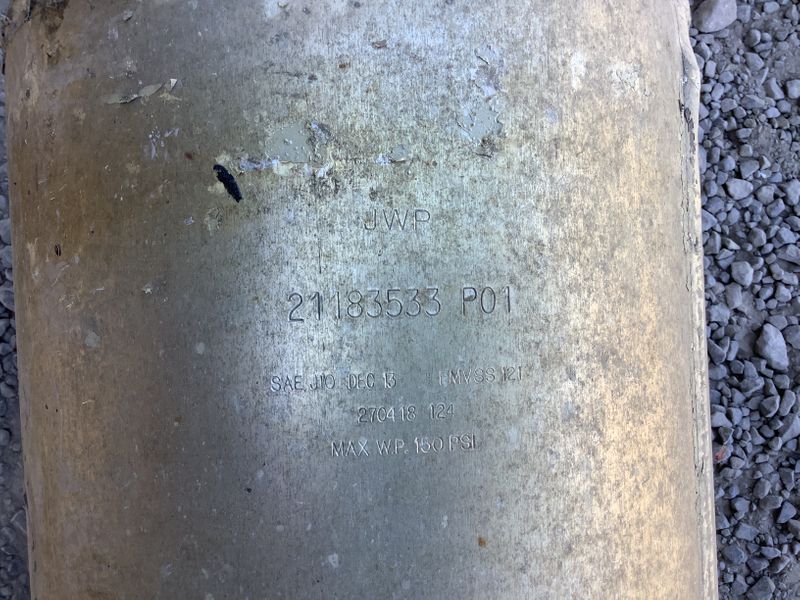 JWP
21183533 P01
SAE J10 DEC 13 FMVSS 121
270418 124
MAX W.P. 150 PSI